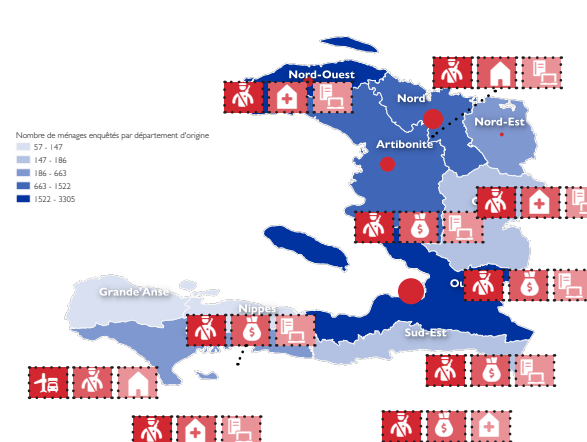 Nord-Ouest
Nord
Nord-Est
Artibonite
Nombre de ménages enquêtés par département d'origine
57 - 147
147 - 186
186 - 663
663 - 1522
1522 - 3305
Grande'Anse
Nippes
Sud-Est